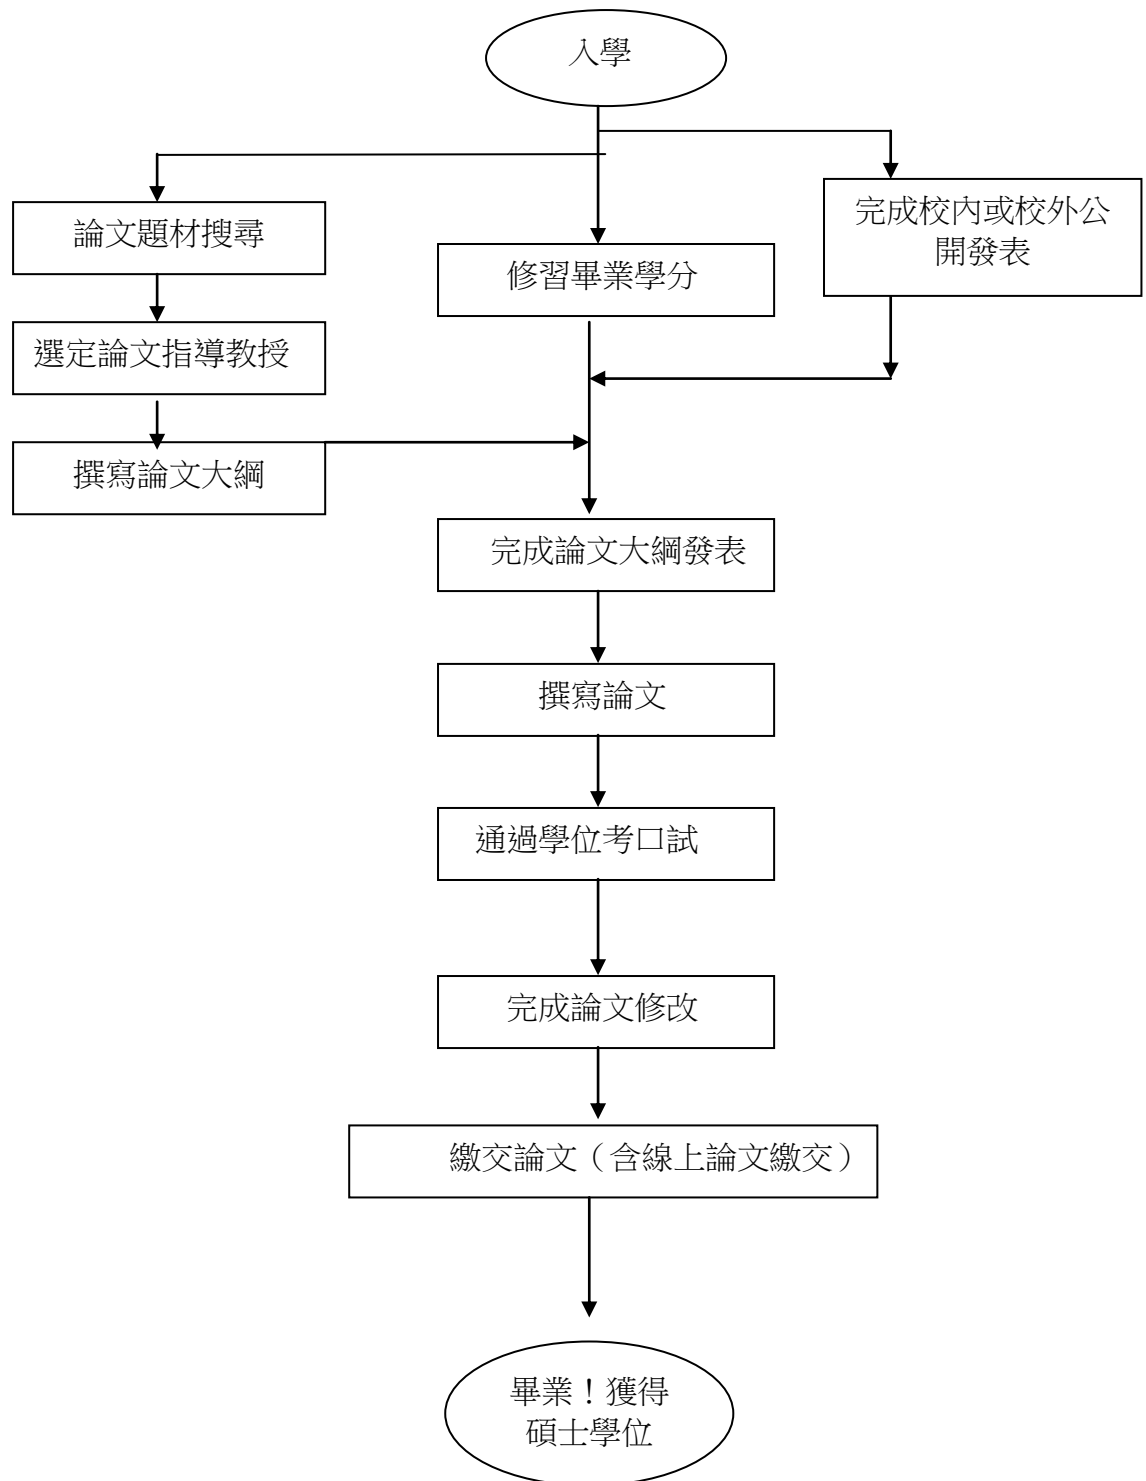 入學
論文題材搜尋
選定論文指導教授
撰寫論文大綱
修習畢業學分
完成校內或校外公
開發表
完成論文大綱發表
撰寫論文
通過學位考口試
完成論文修改
繳交論文（含線上論文繳交）
畢業！獲得
碩士學位